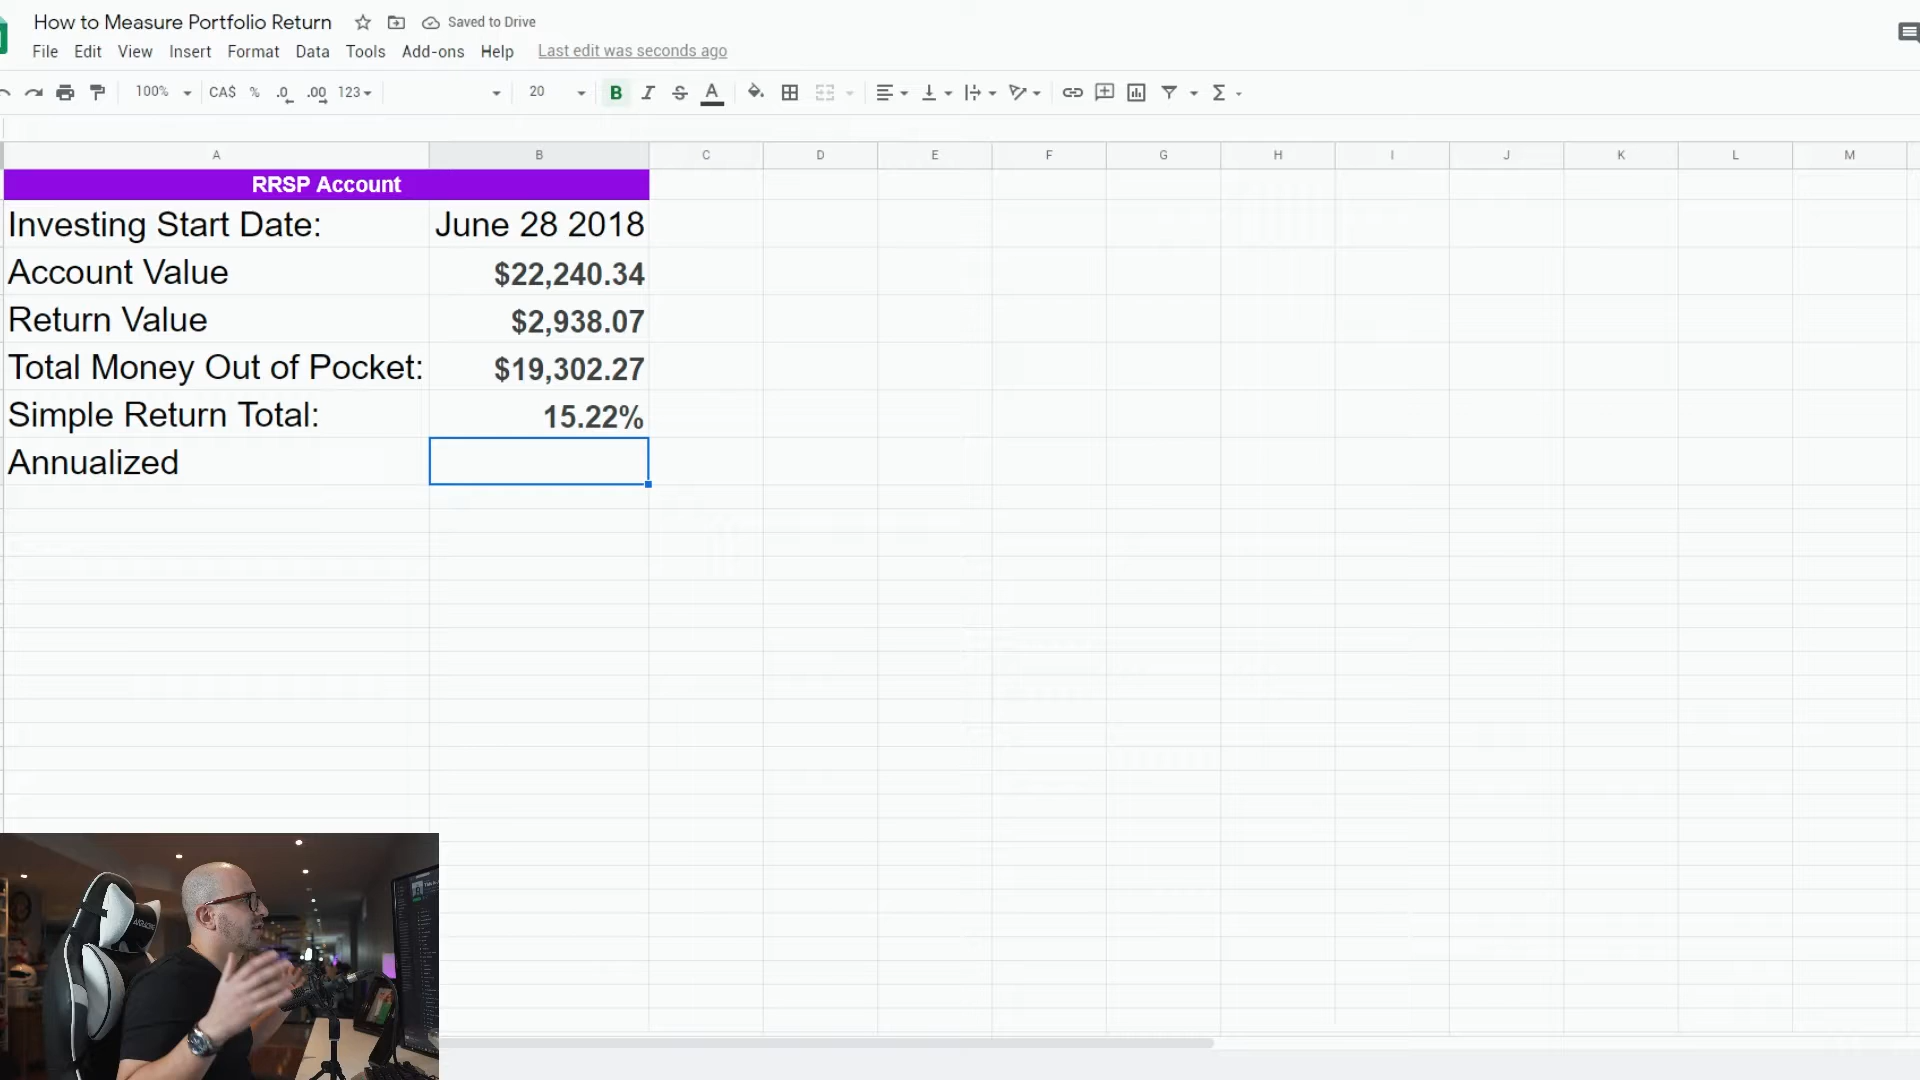 How to Measure Portfolio Return Saved to Drive
File Edit View Insert Format Data Tools Add-ons Help Last edit was seconds ago
100% CA$ % .0 .00 123 20 B I S A Σ
A B C D E F G H I J K L M
RRSP Account
Investing Start Date: June 28 2018
Account Value $22,240.34
Return Value $2,938.07
Total Money Out of Pocket: $19,302.27
Simple Return Total: 15.22%
Annualized